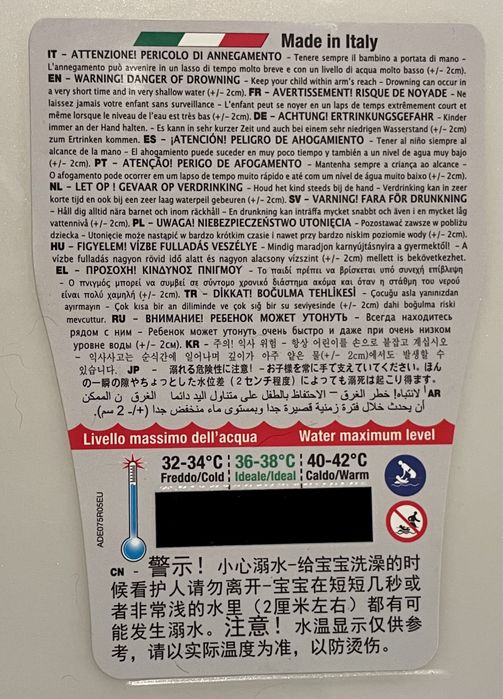 Made in Italy
IT - ATTENZIONE! PERICOLO DI ANNEGAMENTO - Tenere sempre il bambino a portata di mano -
L'annegamento può avvenire in un lasso di tempo molto breve e con un livello di acqua molto basso (+/- 2cm).
EN - WARNING! DANGER OF DROWNING - Keep your child within arm's reach - Drowning can occur in
a very short time and in very shallow water (+/- 2cm). FR - AVERTISSEMENT! RISQUE DE NOYADE - Ne
laissez jamais votre enfant sans surveillance - L'enfant peut se noyer en un laps de temps extrêmement court et
même lorsque le niveau de l'eau est très bas (+/- 2cm). DE - ACHTUNG! ERTRINKUNGSGEFAHR - Kinder
immer an der Hand halten. - Es kann in sehr kurzer Zeit und auch bei einem sehr niedrigen Wasserstand (+/- 2cm)
zum Ertrinken kommen. ES - ¡ATENCIÓN! PELIGRO DE AHOGAMIENTO - Tener al niño siempre al
alcance de la mano - El ahogamiento puede suceder en muy poco tiempo y también a un nivel de agua muy bajo
(+/- 2cm). PT - ATENÇÃO! PERIGO DE AFOGAMENTO - Mantenha sempre a criança ao alcance -
O afogamento pode ocorrer em um lapso de tempo muito rápido e até com um nível de água muito baixo (+/- 2cm).
NL - LET OP ! GEVAAR OP VERDRINKING - Houd het kind steeds bij de hand - Verdrinking kan in zeer
korte tijd en ook bij een zeer laag waterpeil gebeuren (+/- 2cm). SV - VARNING! FARA FÖR DRUNKNING
- Håll dig alltid nära barnet och inom räckhåll - En drunkning kan inträffa mycket snabbt och även i en mycket låg
vattennivå (+/- 2cm). PL - UWAGA! NIEBEZPIECZEŃSTWO UTONIĘCIA - Pozostawać zawsze w pobliżu
dziecka - Utonięcie może nastąpić w bardzo krótkim czasie i nawet przy bardzo niskim poziomie wody (+/- 2cm).
HU - FIGYELEM! VÍZBE FULLADÁS VESZÉLYE - Mindig maradjon karnyújtásnyira a gyermektől! - A
vízbe fulladás nagyon rövid idő alatt és nagyon alacsony vízszint (+/- 2cm) mellett is bekövetkezhet.
EL - ΠΡΟΣΟΧΗ! ΚΙΝΔΥΝΟΣ ΠΝΙΓΜΟΥ - Το παιδί πρέπει να βρίσκεται υπό συνεχή επίβλεψη
- Ο πνιγμός μπορεί να συμβεί σε σύντομο χρονικό διάστημα ακόμα και όταν η στάθμη του νερού
είναι πολύ χαμηλή (+/- 2cm). TR - DİKKAT! BOĞULMA TEHLİKESİ - Çocuğu asla yanınızdan
ayırmayın - Çok kısa bir an diliminde ve çok sığ bir su seviyesinde (+/- 2cm) dahi boğulma riski
mevcuttur. RU - ВНИМАНИЕ! РЕБЕНОК МОЖЕТ УТОНУТЬ - Всегда находитесь
рядом с ним - Ребенок может утонуть очень быстро и даже при очень низком
уровне воды (+/- 2cm). KR - 주의! 익사 위험 - 항상 어린이를 손으로 붙잡고 계십시오
- 익사사고는 순식간에 일어나며 깊이가 아주 얕은 물(+/- 2cm)에서도 발생할 수
있습니다. JP - 溺れる危険性に注意! -お子様を常に手で支えていてください。ほん
の一瞬の隙やちょっとした水位差(2センチ程度)によっても溺死は起こり得ます。
AR لانتباه! خطر الغرق – الاحتفاظ بالطفل على متناول اليد دائما الغرق ن الممكن
أن يحدث خلال فترة زمنية قصيرة جدا وبمستوى ماء منخفض جدا (+/- 2 سم).
Livello massimo dell'acqua Water maximum level
32-34°C 36-38°C 40-42°C
Freddo/Cold Ideale/Ideal Caldo/Warm
ADE075R05EU
CN - 警示!小心溺水-给宝宝洗澡的时
候看护人请勿离开-宝宝在短短几秒或
者非常浅的水里(2厘米左右)都有可
能发生溺水。注意!水温显示仅供参
考,请以实际温度为准,以防烫伤。